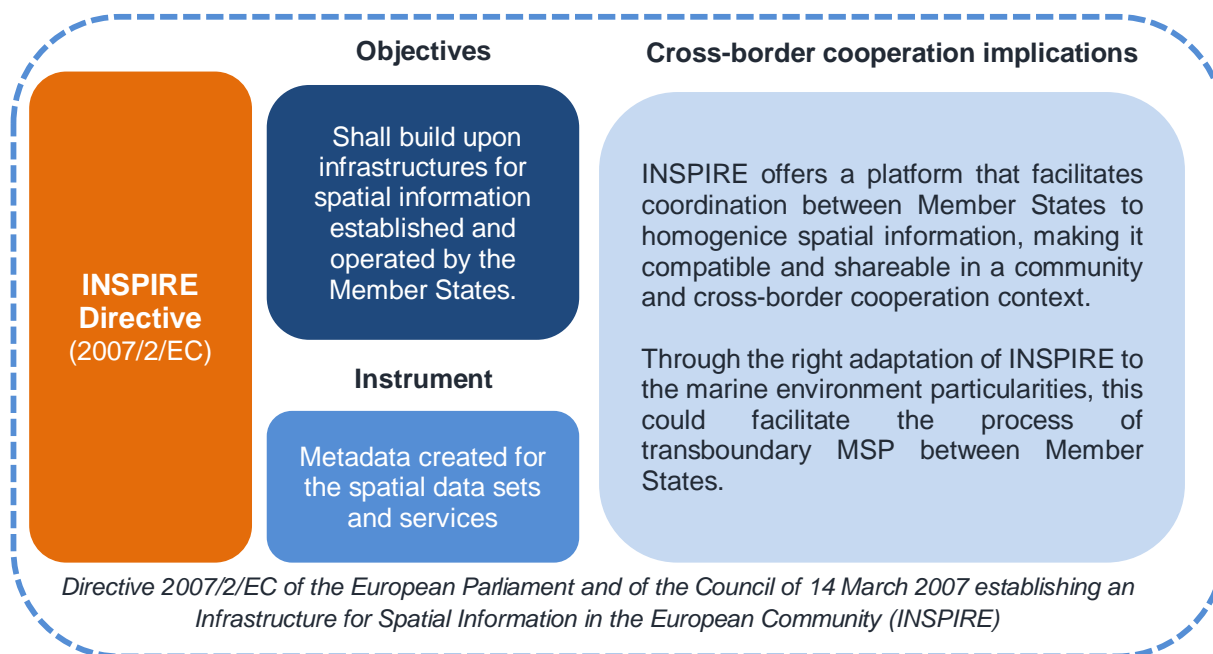 INSPIRE
Directive
(2007/2/EC)
Objectives
Shall build upon
infrastructures for
spatial information
established and
operated by the
Member States.
Instrument
Metadata created for
the spatial data sets
and services
Cross-border cooperation implications
INSPIRE offers a platform that facilitates
coordination between Member States to
homogenice spatial information, making it
compatible and shareable in a community
and cross-border cooperation context.
Through the right adaptation of INSPIRE to
the marine environment particularities, this
could facilitate the process of
transboundary MSP between Member
States.
Directive 2007/2/EC of the European Parliament and of the Council of 14 March 2007 establishing an
Infrastructure for Spatial Information in the European Community (INSPIRE)